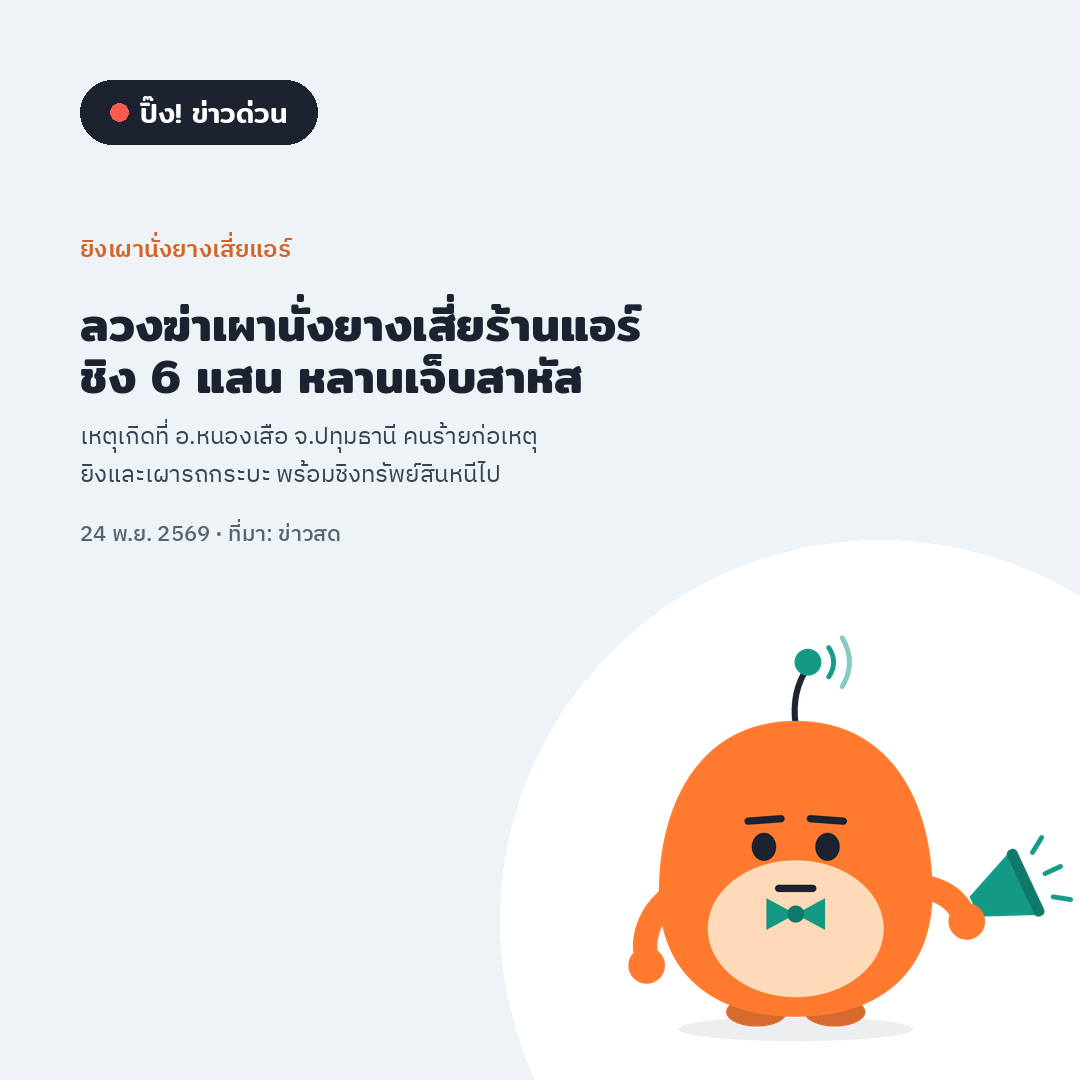 ปิ๊ง! ข่าวด่วน
ยิงเผานั่งยางเสี่ยแอร์
ลวงฆ่าเผานั่งยางเสี่ยร้านแอร์
ชิง 6 แสน หลานเจ็บสาหัส
เหตุเกิดที่ อ.หนองเสือ จ.ปทุมธานี คนร้ายก่อเหตุ
ยิงและเผารถกระบะ พร้อมชิงทรัพย์สินหนีไป
24 พ.ย. 2569 · ที่มา: ข่าวสด